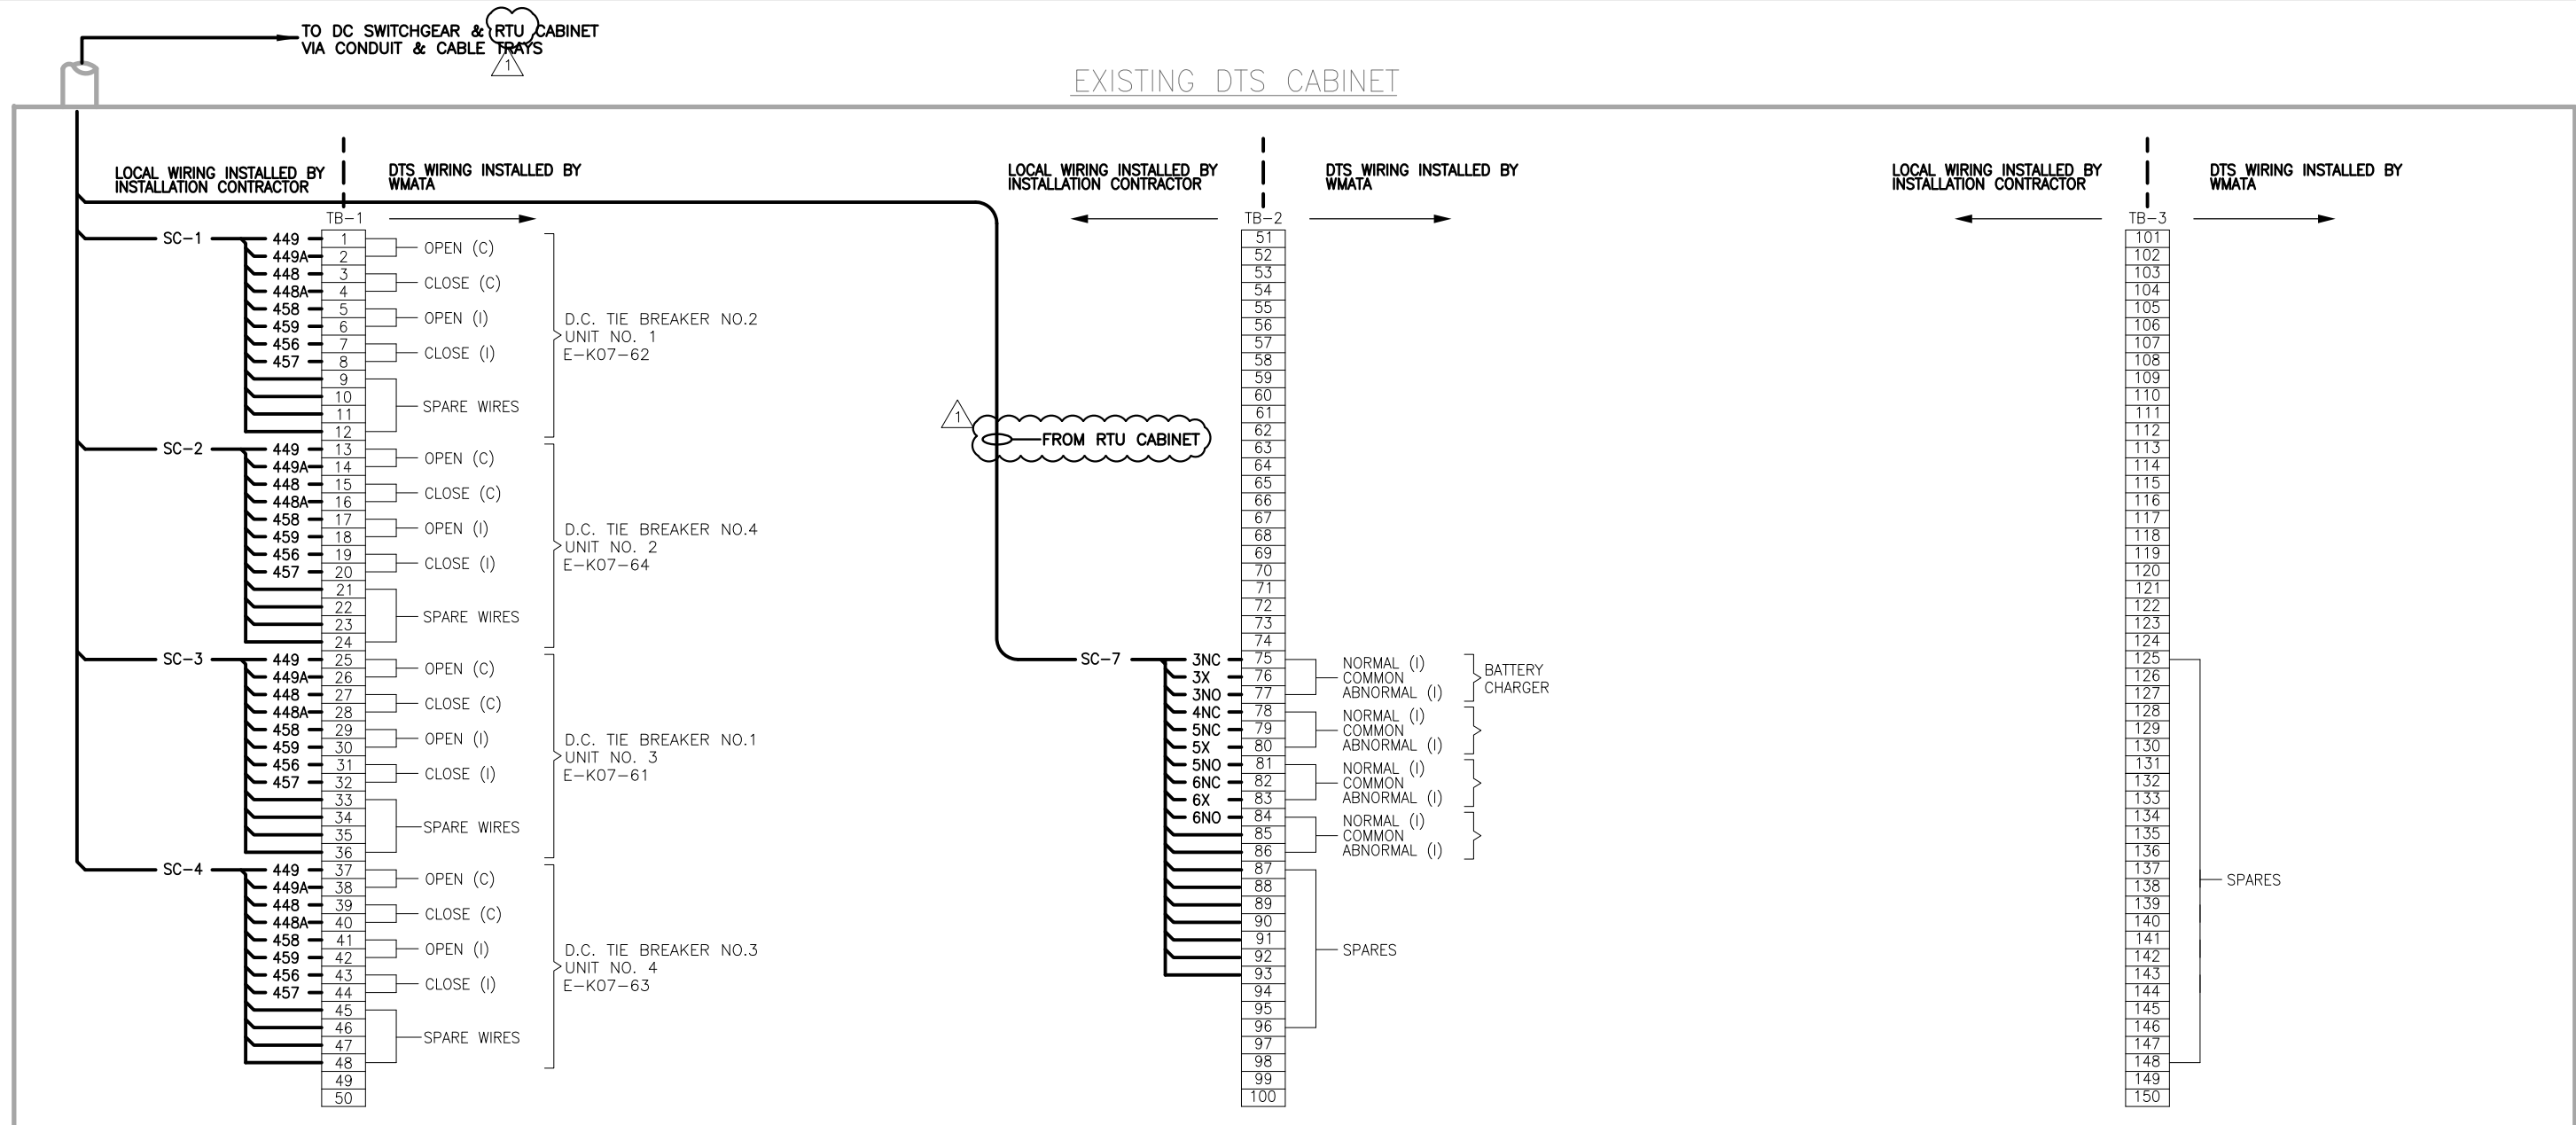 TO DC SWITCHGEAR & RTU CABINET
VIA CONDUIT & CABLE TRAYS
1
EXISTING DTS CABINET
LOCAL WIRING INSTALLED BY
INSTALLATION CONTRACTOR
DTS WIRING INSTALLED BY
WMATA
TB-1
SC-1
449 1
449A 2
OPEN (C)
448 3
448A 4
CLOSE (C)
458 5
459 6
OPEN (I)
456 7
457 8
CLOSE (I)
9
10
11
12
SPARE WIRES
D.C. TIE BREAKER NO.2
UNIT NO. 1
E-K07-62
SC-2
449 13
449A 14
OPEN (C)
448 15
448A 16
CLOSE (C)
458 17
459 18
OPEN (I)
456 19
457 20
CLOSE (I)
21
22
23
24
SPARE WIRES
D.C. TIE BREAKER NO.4
UNIT NO. 2
E-K07-64
SC-3
449 25
449A 26
OPEN (C)
448 27
448A 28
CLOSE (C)
458 29
459 30
OPEN (I)
456 31
457 32
CLOSE (I)
33
34
35
36
SPARE WIRES
D.C. TIE BREAKER NO.1
UNIT NO. 3
E-K07-61
SC-4
449 37
449A 38
OPEN (C)
448 39
448A 40
CLOSE (C)
458 41
459 42
OPEN (I)
456 43
457 44
CLOSE (I)
45
46
47
48
SPARE WIRES
49
50
D.C. TIE BREAKER NO.3
UNIT NO. 4
E-K07-63
LOCAL WIRING INSTALLED BY
INSTALLATION CONTRACTOR
DTS WIRING INSTALLED BY
WMATA
TB-2
1
FROM RTU CABINET
51
52
53
54
55
56
57
58
59
60
61
62
63
64
65
66
67
68
69
70
71
72
73
74
SC-7
3NC 75
3X 76
3NO 77
NORMAL (I)
COMMON
ABNORMAL (I)
BATTERY
CHARGER
4NC 78
5NC 79
5X 80
NORMAL (I)
COMMON
ABNORMAL (I)
5NO 81
6NC 82
6X 83
NORMAL (I)
COMMON
ABNORMAL (I)
6NO 84
85
86
NORMAL (I)
COMMON
ABNORMAL (I)
87
88
89
90
91
92
93
94
95
96
SPARES
97
98
99
100
LOCAL WIRING INSTALLED BY
INSTALLATION CONTRACTOR
DTS WIRING INSTALLED BY
WMATA
TB-3
101
102
103
104
105
106
107
108
109
110
111
112
113
114
115
116
117
118
119
120
121
122
123
124
125
126
127
128
129
130
131
132
133
134
135
136
137
138
139
140
141
142
143
144
145
146
147
148
SPARES
149
150